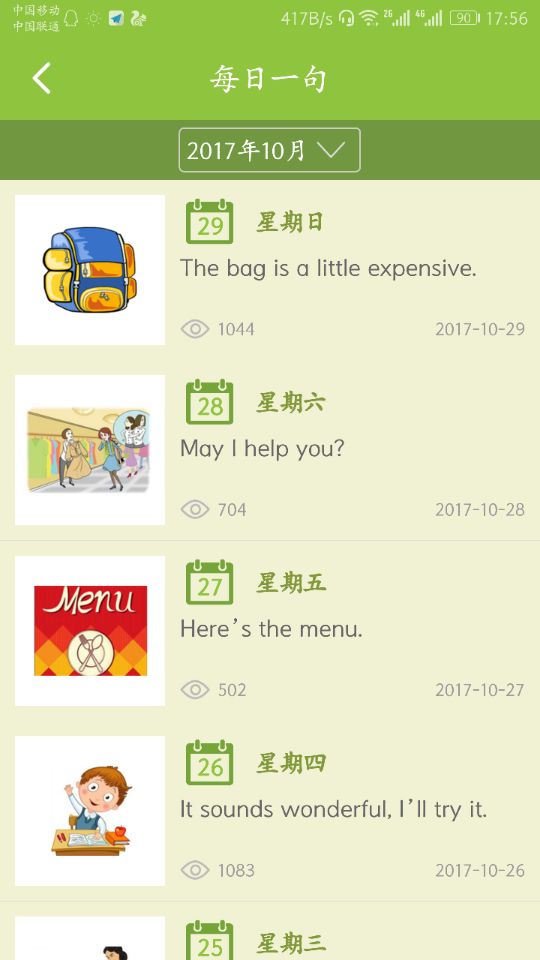 中国移动
中国联通
417B/s 2G 4G 90 17:56
每日一句
2017年10月
29 星期日
The bag is a little expensive.
1044 2017-10-29
28 星期六
May I help you?
704 2017-10-28
Menu
27 星期五
Here's the menu.
502 2017-10-27
26 星期四
It sounds wonderful, I'll try it.
1083 2017-10-26
25 星期三